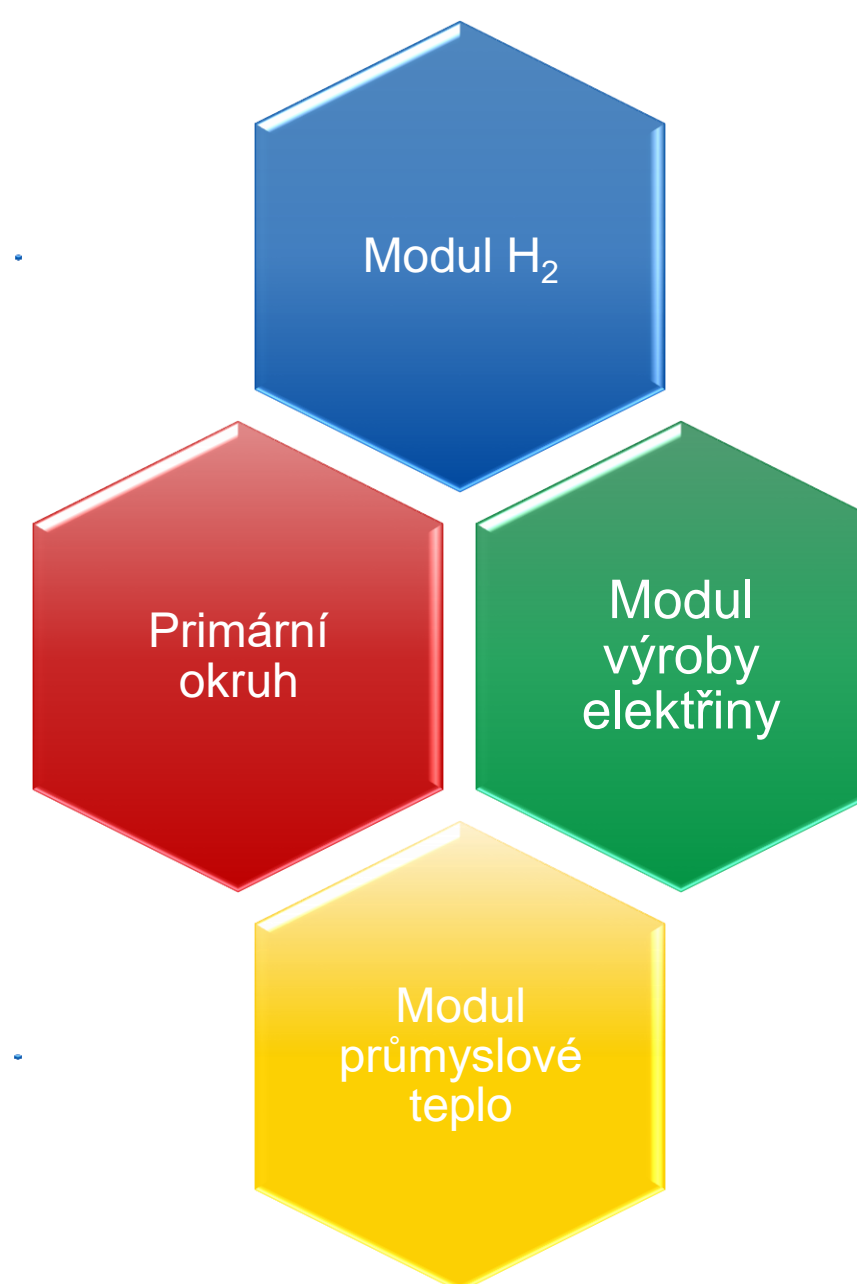 Modul H₂
Primární
okruh
Modul
výroby
elektřiny
Modul
průmyslové
teplo